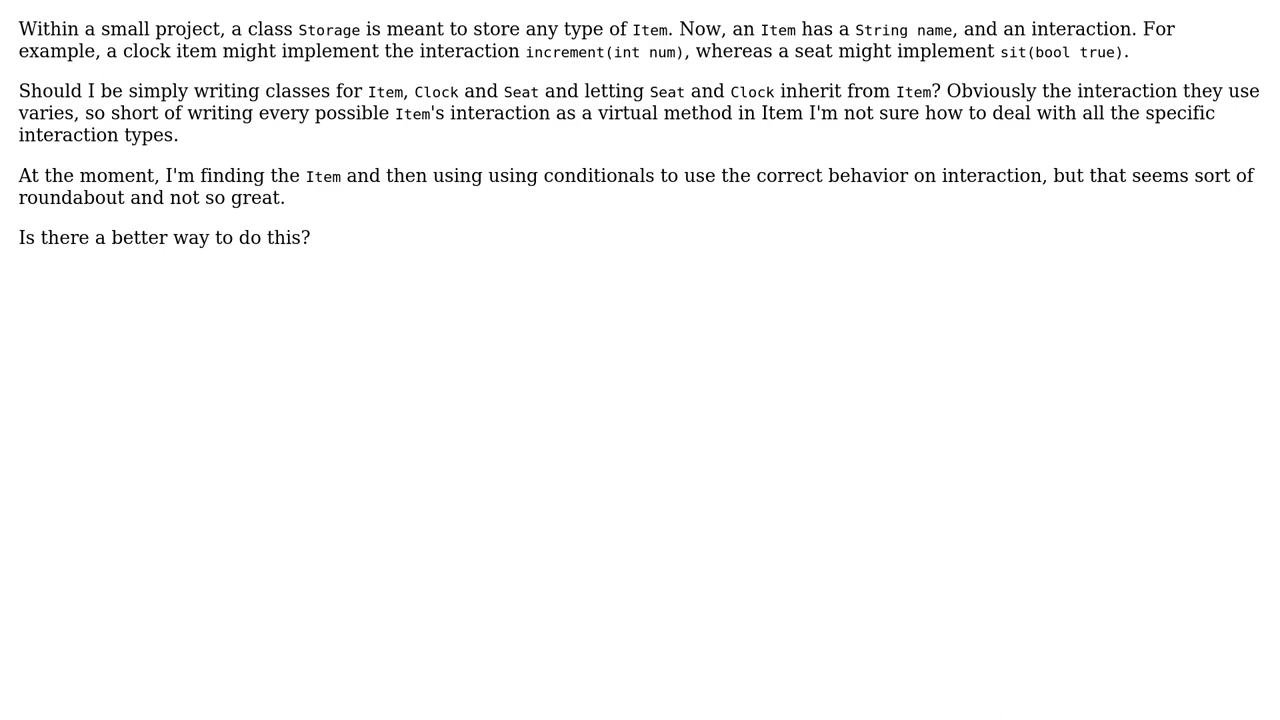 Within a small project, a class Storage is meant to store any type of Item. Now, an Item has a String name, and an interaction. For
example, a clock item might implement the interaction increment(int num), whereas a seat might implement sit(bool true).
Should I be simply writing classes for Item, Clock and Seat and letting Seat and Clock inherit from Item? Obviously the interaction they use
varies, so short of writing every possible Item's interaction as a virtual method in Item I'm not sure how to deal with all the specific
interaction types.
At the moment, I'm finding the Item and then using using conditionals to use the correct behavior on interaction, but that seems sort of
roundabout and not so great.
Is there a better way to do this?